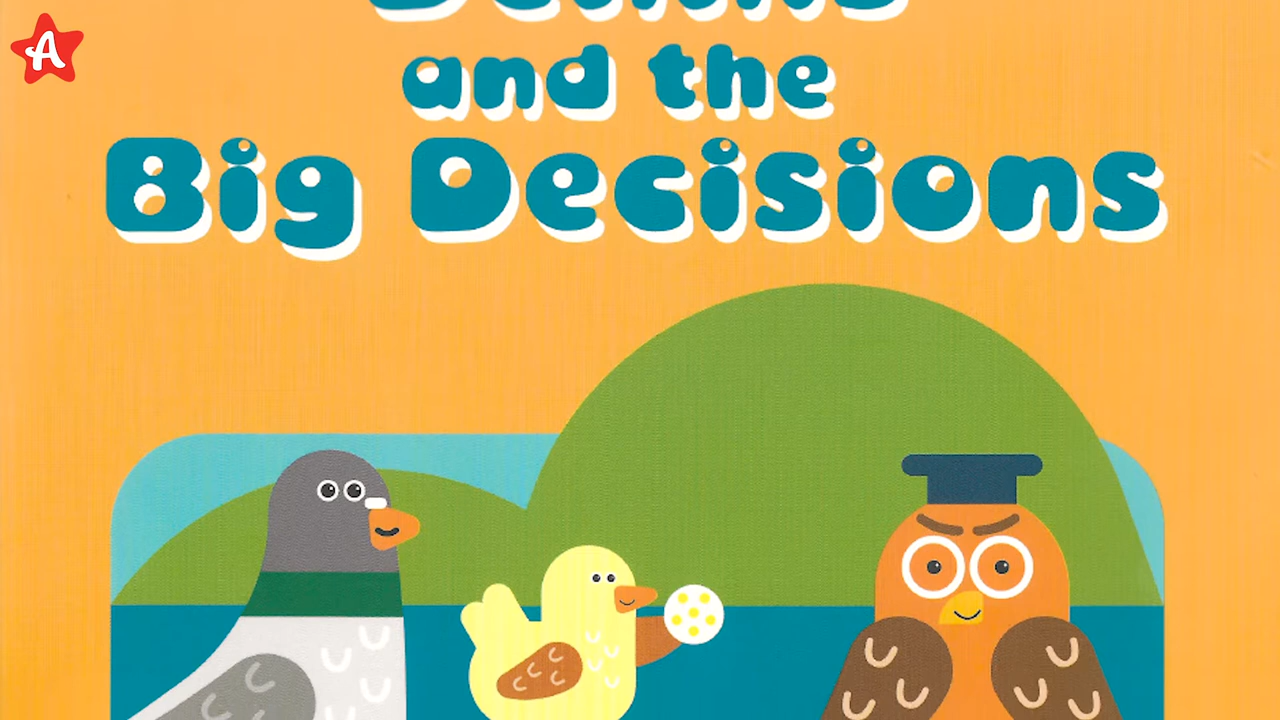 A
and the
Big Decisions